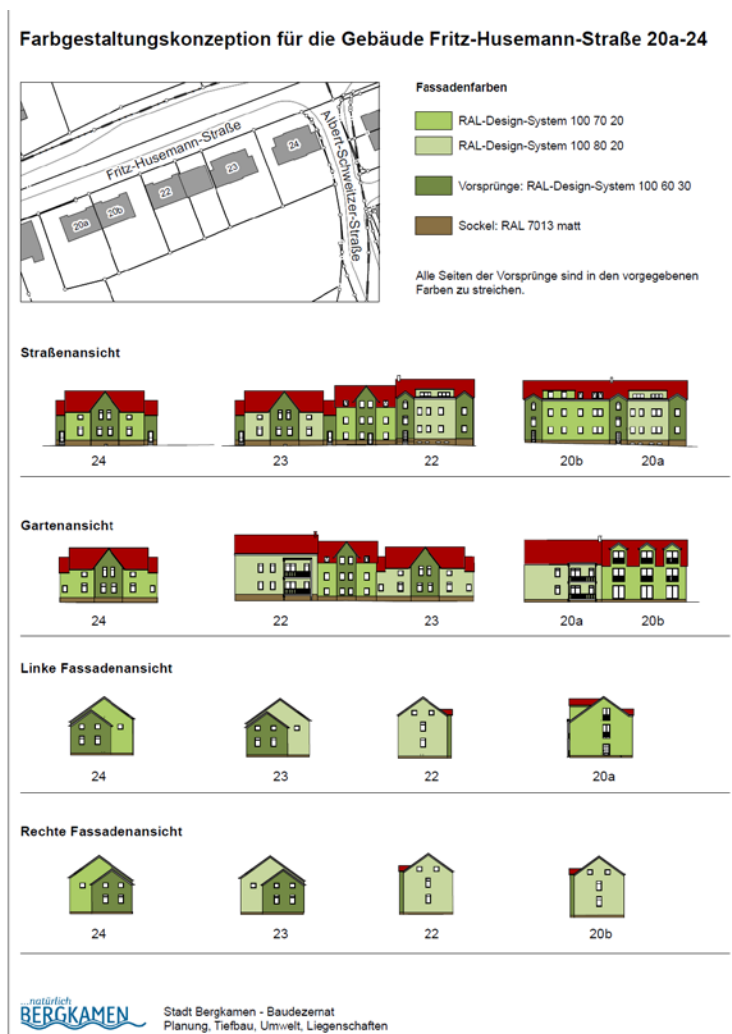 Farbgestaltungskonzeption für die Gebäude Fritz-Husemann-Straße 20a-24
Fritz-Husemann-Straße
Albert-Schweitzer-Straße
20a
20b
22
23
24
Fassadenfarben
RAL-Design-System 100 70 20
RAL-Design-System 100 80 20
Vorsprünge: RAL-Design-System 100 60 30
Sockel: RAL 7013 matt
Alle Seiten der Vorsprünge sind in den vorgegebenen
Farben zu streichen.
Straßenansicht
24 23 22 20b 20a
Gartenansicht
24 22 23 20a 20b
Linke Fassadenansicht
24 23 22 20a
Rechte Fassadenansicht
24 23 22 20b
...natürlich
BERGKAMEN
Stadt Bergkamen - Baudezernat
Planung, Tiefbau, Umwelt, Liegenschaften